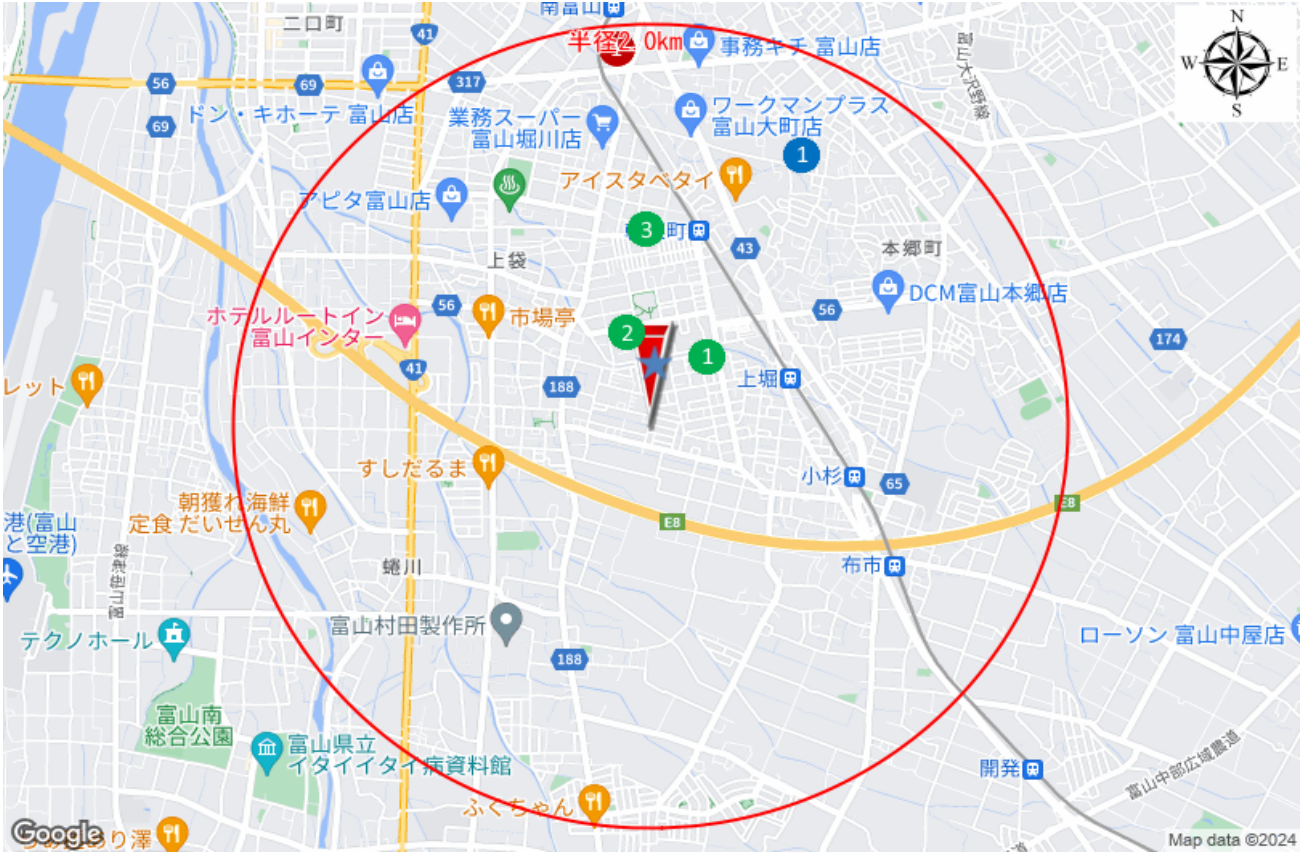 南富山
二口町
41
半径2.0km
事務キチ 富山店
N
W
E
S
56
69
317
69
ドン・キホーテ 富山店
業務スーパー
富山堀川店
ワークマンプラス
富山大町店
富山大沢野線
1
アイスタベタイ
アピタ富山店
3
町
43
本郷町
上袋
DCM富山本郷店
56
56
ホテルルートイン
富山インター
市場亭
2
1
174
41
188
上堀
レット
すしだるま
小杉
65
朝獲れ海鮮
定食 だいせん丸
E8
E8
港(富山
と空港)
布市
蜷川
富山村田製作所
テクノホール
ローソン 富山中屋店
188
富山南
総合公園
富山県立
イタイイタイ病資料館
開発
富山中部広域農道
ふくちゃん
Google
あり澤
Map data ©2024